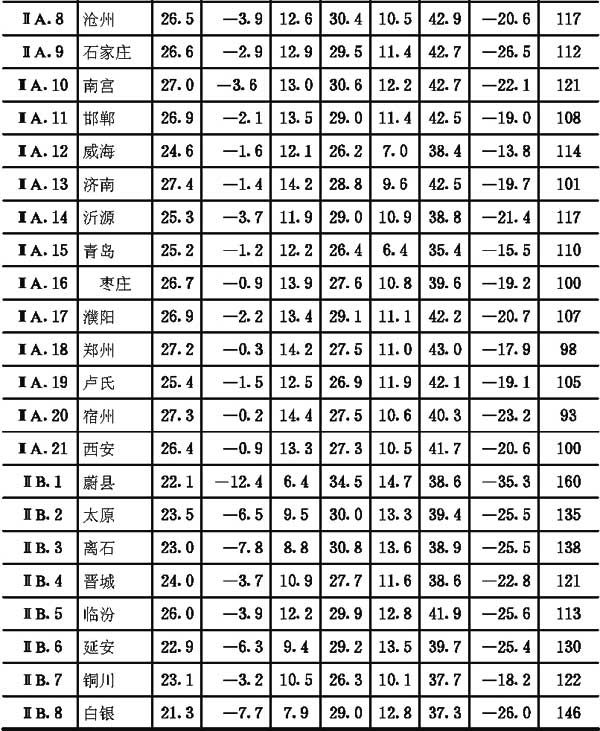 ⅡA.8 沧州 26.5 −3.9 12.6 30.4 10.5 42.9 −20.6 117
ⅡA.9 石家庄 26.6 −2.9 12.9 29.5 11.4 42.7 −26.5 112
ⅡA.10 南宫 27.0 −3.6 13.0 30.6 12.2 42.7 −22.1 121
ⅡA.11 邯郸 26.9 −2.1 13.5 29.0 11.4 42.5 −19.0 108
ⅡA.12 威海 24.6 −1.6 12.1 26.2 7.0 38.4 −13.8 114
ⅡA.13 济南 27.4 −1.4 14.2 28.8 9.6 42.5 −19.7 101
ⅡA.14 沂源 25.3 −3.7 11.9 29.0 10.9 38.8 −21.4 117
ⅡA.15 青岛 25.2 −1.2 12.2 26.4 6.4 35.4 −15.5 110
ⅡA.16 枣庄 26.7 −0.9 13.9 27.6 10.8 39.6 −19.2 100
ⅡA.17 濮阳 26.9 −2.2 13.4 29.1 11.1 42.2 −20.7 107
ⅡA.18 郑州 27.2 −0.3 14.2 27.5 11.0 43.0 −17.9 98
ⅡA.19 卢氏 25.4 −1.5 12.5 26.9 11.9 42.1 −19.1 105
ⅡA.20 宿州 27.3 −0.2 14.4 27.5 10.6 40.3 −23.2 93
ⅡA.21 西安 26.4 −0.9 13.3 27.3 10.5 41.7 −20.6 100
ⅡB.1 蔚县 22.1 −12.4 6.4 34.5 14.7 38.6 −35.3 160
ⅡB.2 太原 23.5 −6.5 9.5 30.0 13.3 39.4 −25.5 135
ⅡB.3 离石 23.0 −7.8 8.8 30.8 13.6 38.9 −25.5 138
ⅡB.4 晋城 24.0 −3.7 10.9 27.7 11.6 38.6 −22.8 121
ⅡB.5 临汾 26.0 −3.9 12.2 29.9 12.8 41.9 −25.6 113
ⅡB.6 延安 22.9 −6.3 9.4 29.2 13.5 39.7 −25.4 130
ⅡB.7 铜川 23.1 −3.2 10.5 26.3 10.1 37.7 −18.2 122
ⅡB.8 白银 21.3 −7.7 7.9 29.0 12.8 37.3 −26.0 146